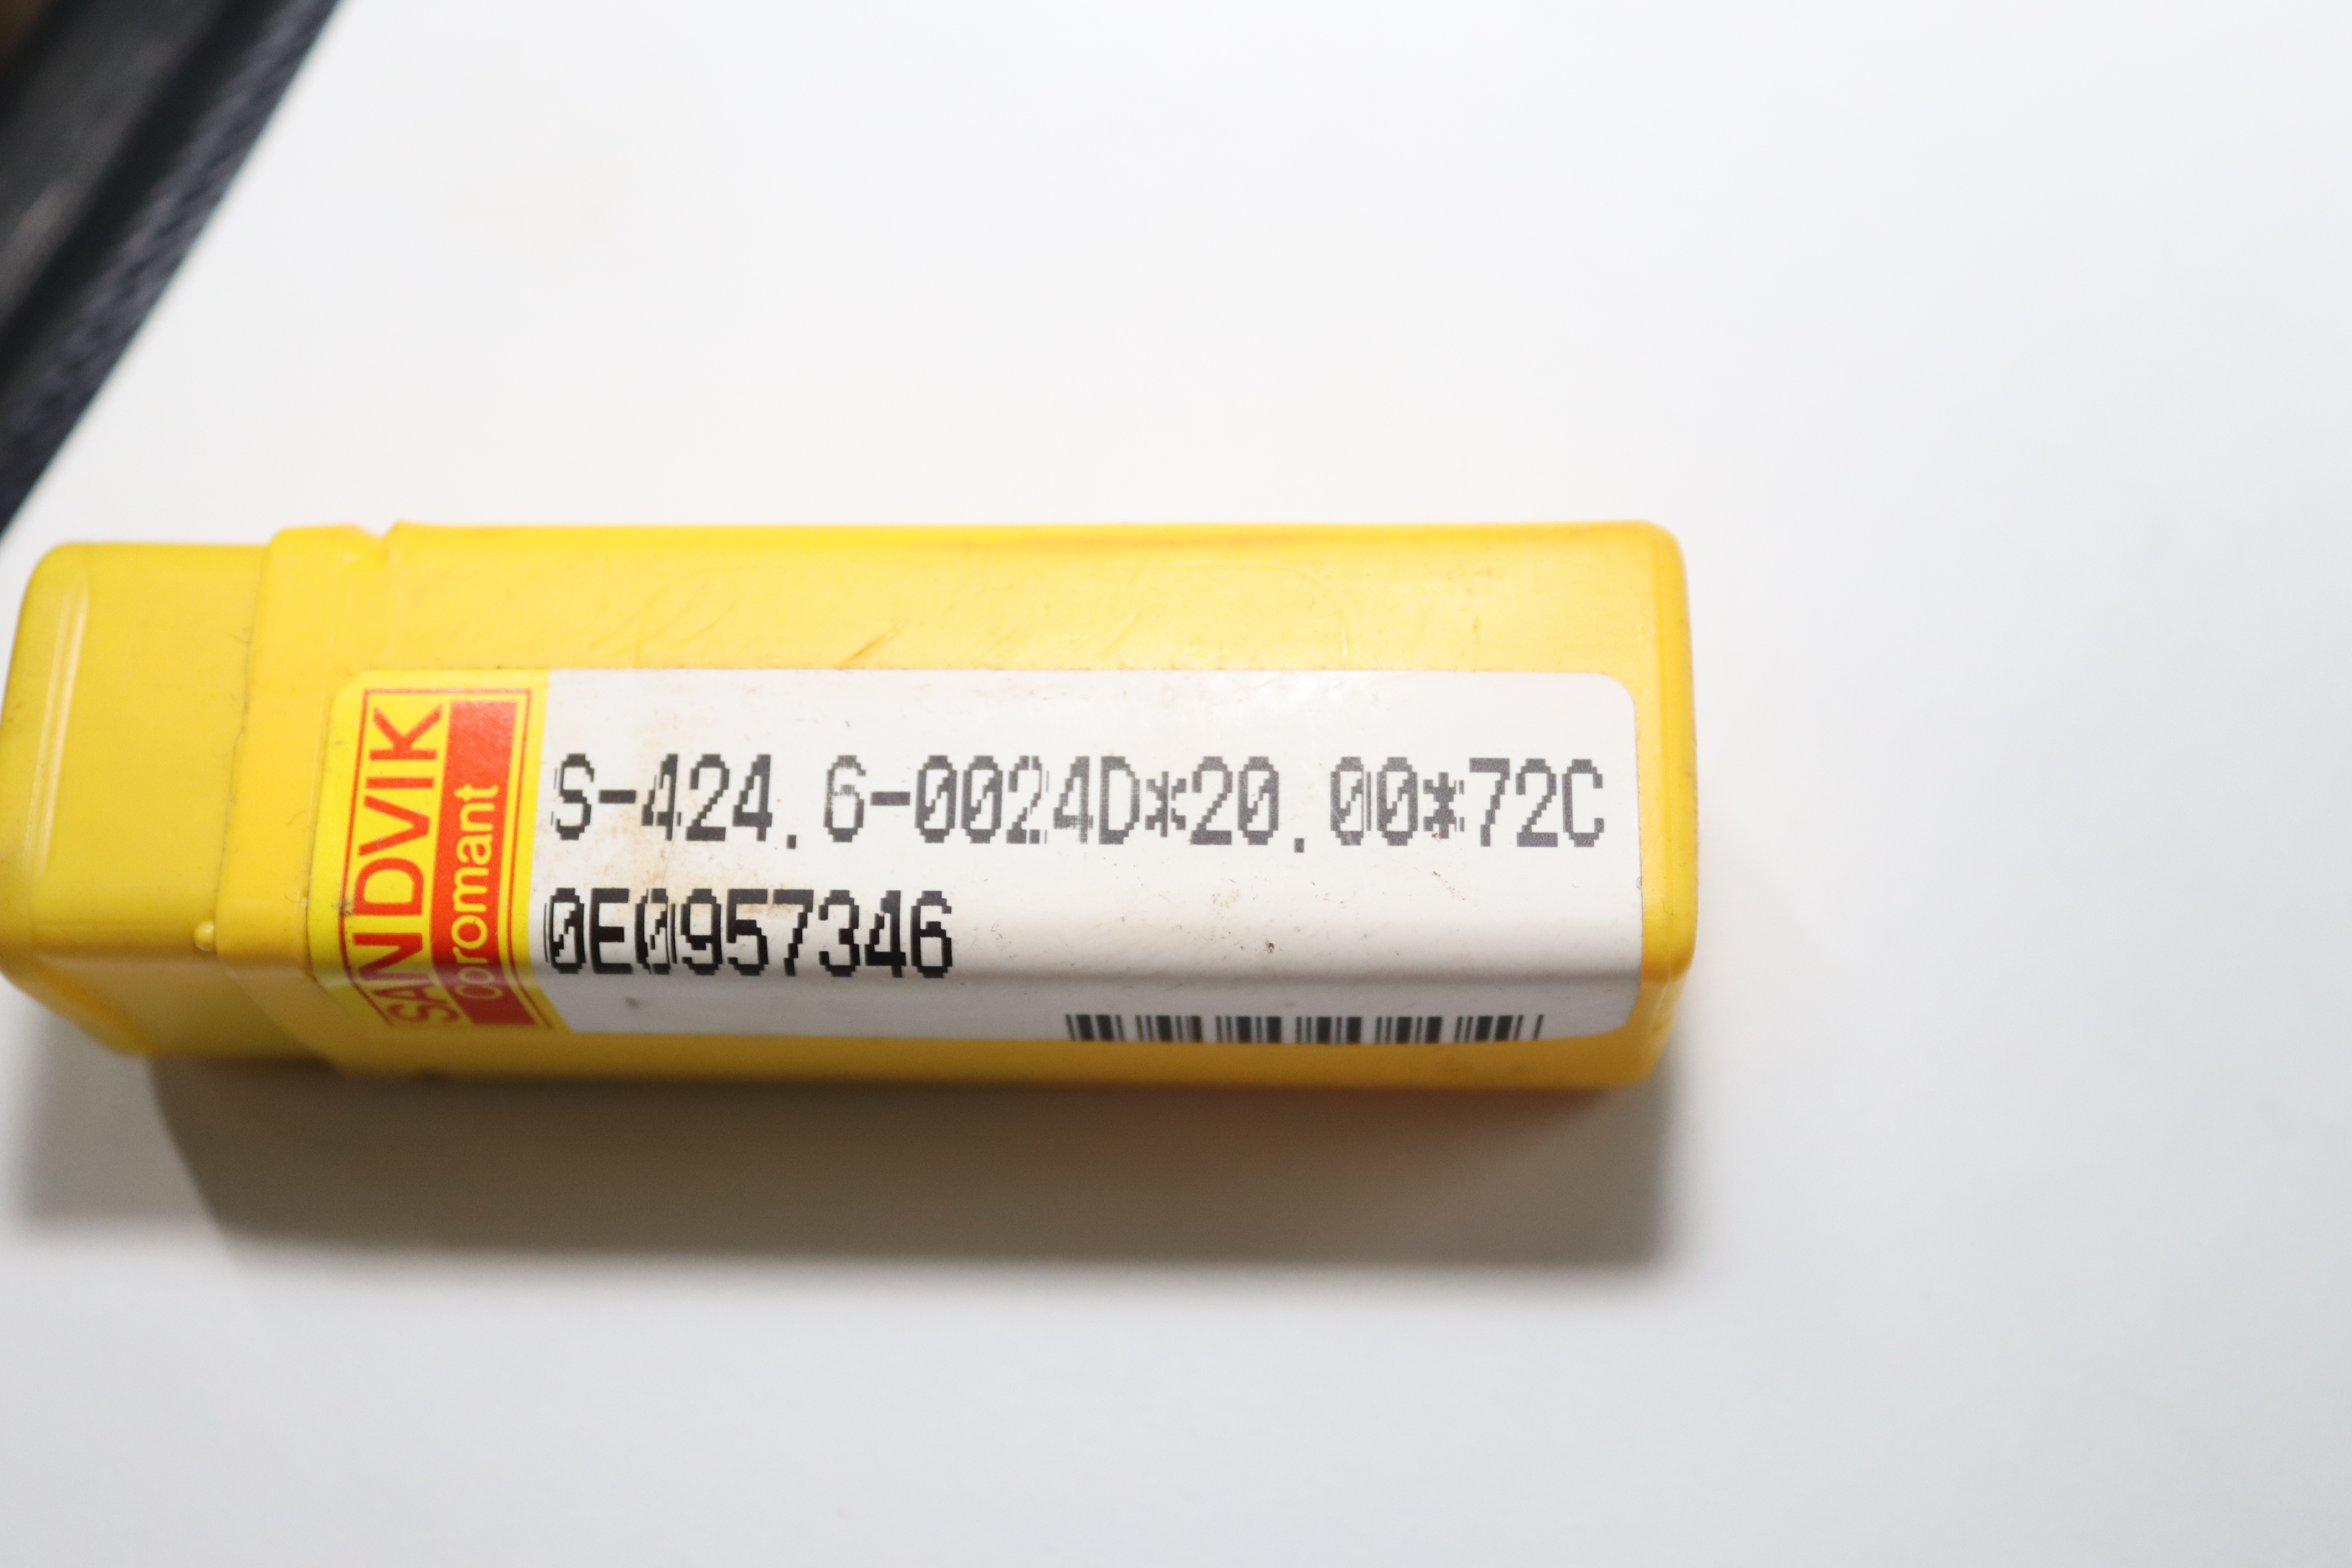 SANDVIK
Coromant
S-424.6-0024D*20.00*72C
0E0957346